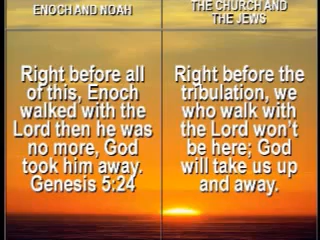 ENOCH AND NOAH
Right before all
of this, Enoch
walked with the
Lord then he was
no more, God
took him away.
Genesis 5:24
THE CHURCH AND
THE JEWS
Right before the
tribulation, we
who walk with
the Lord won't
be here; God
will take us up
and away.